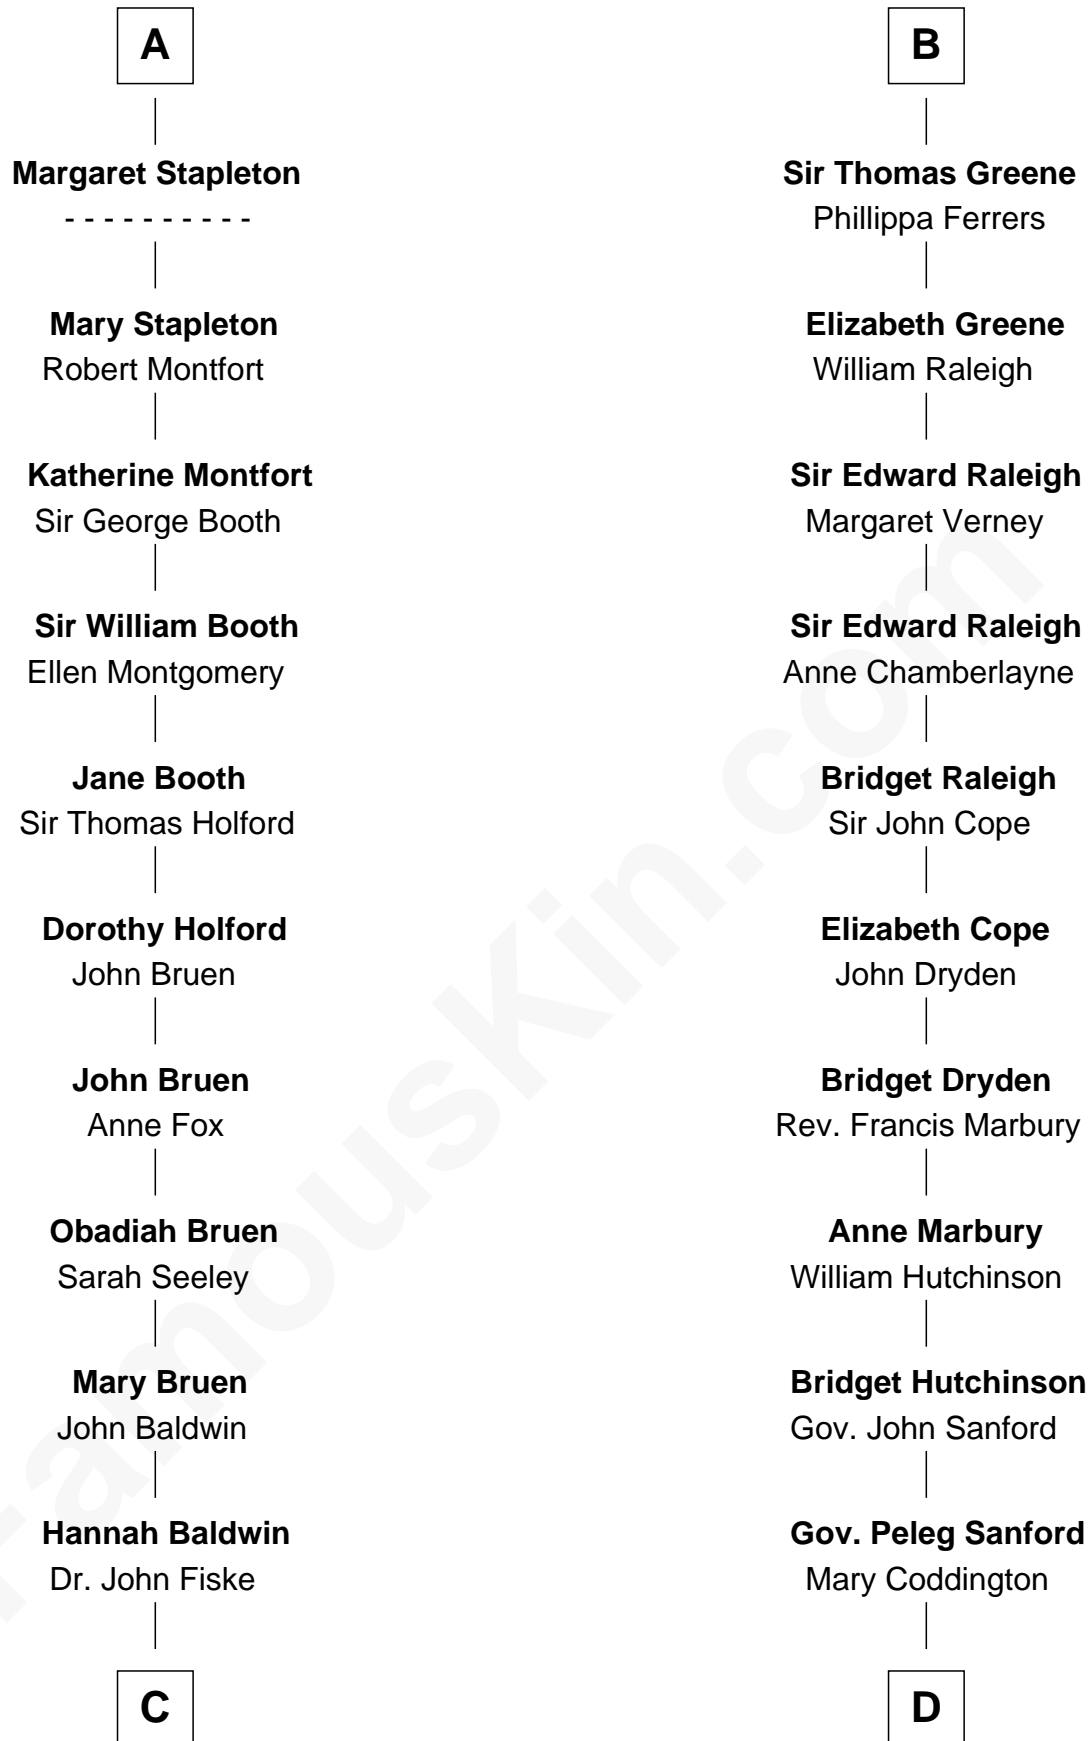 A
Margaret Stapleton
- - - - - - - - - -
Mary Stapleton
Robert Montfort
Katherine Montfort
Sir George Booth
Sir William Booth
Ellen Montgomery
Jane Booth
Sir Thomas Holford
Dorothy Holford
John Bruen
John Bruen
Anne Fox
Obadiah Bruen
Sarah Seeley
Mary Bruen
John Baldwin
Hannah Baldwin
Dr. John Fiske
C
B
Sir Thomas Greene
Phillippa Ferrers
Elizabeth Greene
William Raleigh
Sir Edward Raleigh
Margaret Verney
Sir Edward Raleigh
Anne Chamberlayne
Bridget Raleigh
Sir John Cope
Elizabeth Cope
John Dryden
Bridget Dryden
Rev. Francis Marbury
Anne Marbury
William Hutchinson
Bridget Hutchinson
Gov. John Sanford
Gov. Peleg Sanford
Mary Coddington
D
FamousKin.com